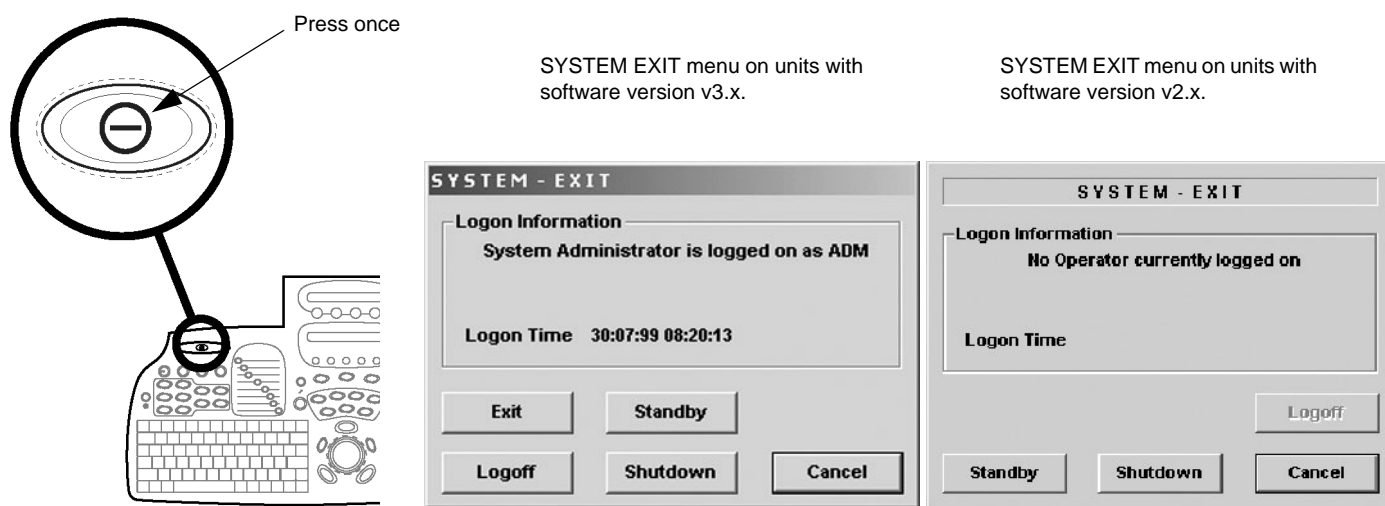 Press once
SYSTEM EXIT menu on units with
software version v3.x.
SYSTEM EXIT menu on units with
software version v2.x.
SYSTEM - EXIT
Logon Information
System Administrator is logged on as ADM
Logon Time 30:07:99 08:20:13
Exit Standby
Logoff Shutdown Cancel
SYSTEM - EXIT
Logon Information
No Operator currently logged on
Logon Time
Logoff
Standby Shutdown Cancel